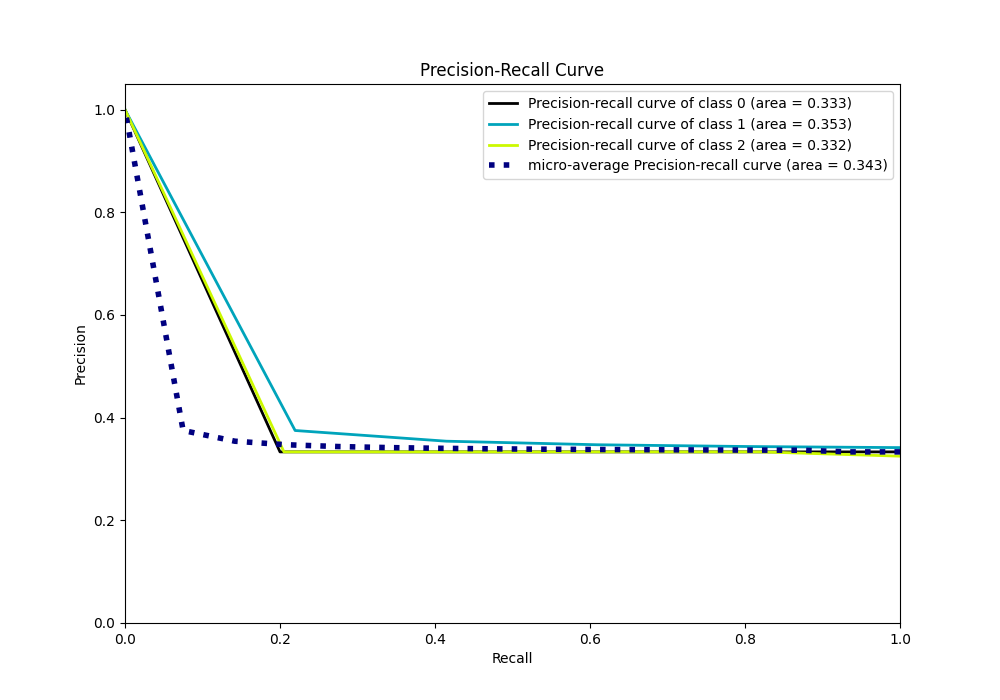 Precision-Recall Curve
Precision-recall curve of class 0 (area = 0.333)
Precision-recall curve of class 1 (area = 0.353)
Precision-recall curve of class 2 (area = 0.332)
micro-average Precision-recall curve (area = 0.343)
1.0
0.8
0.6
0.4
0.2
0.0
Precision
0.0 0.2 0.4 0.6 0.8 1.0
Recall